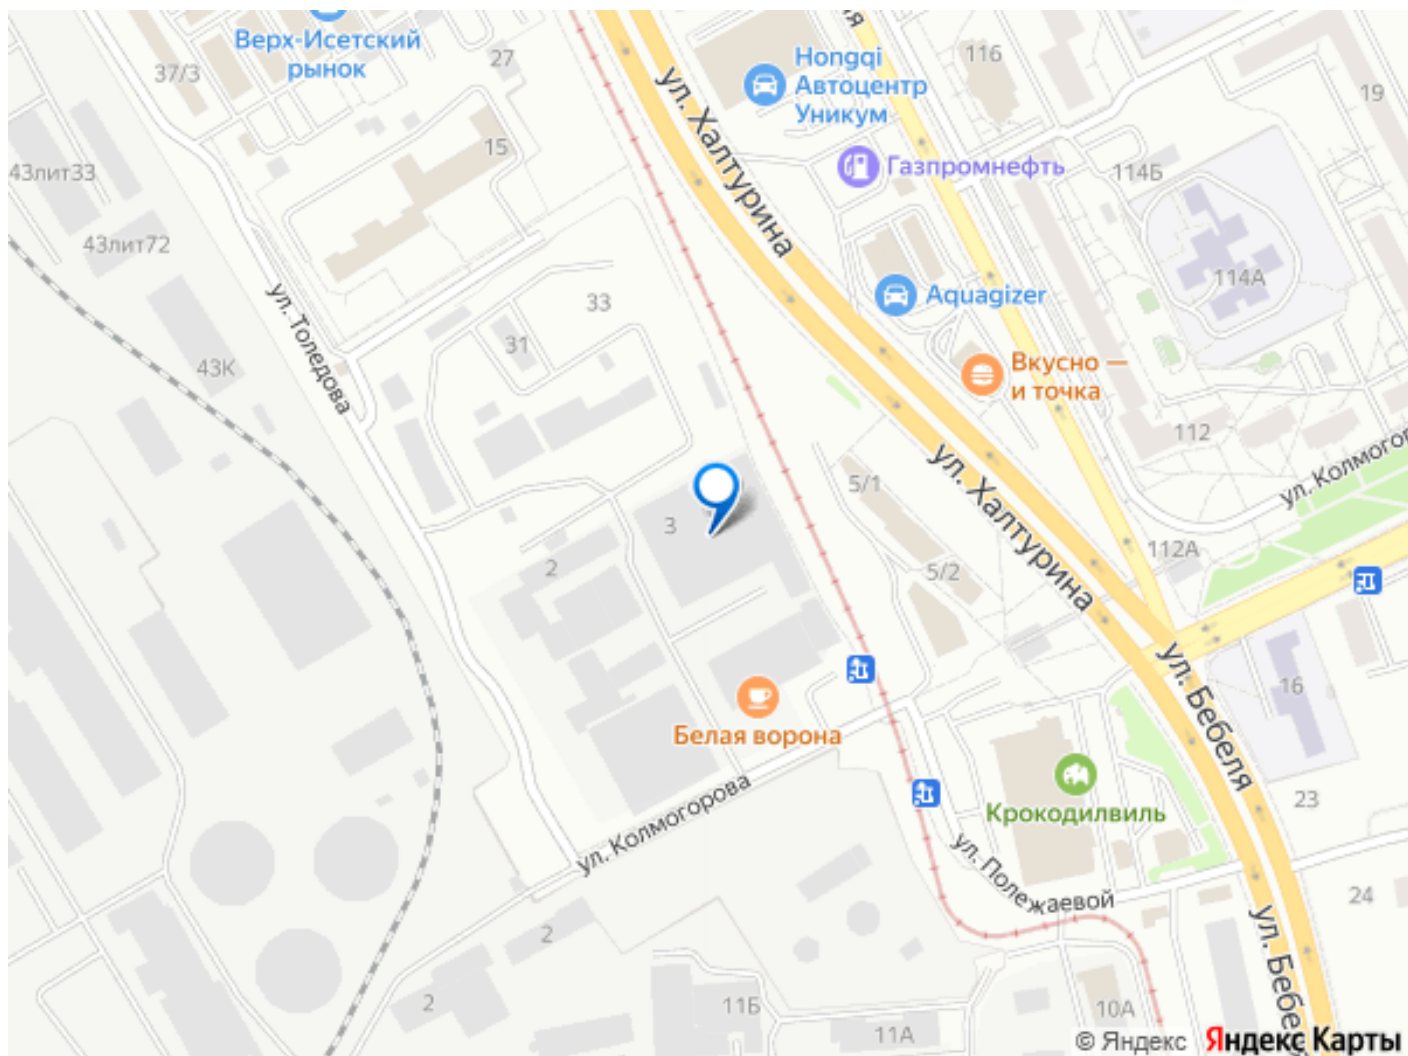 я
Верх-Исетский
рынок
37/3
27
Hongqi
Автоцентр
Уникум
116
19
ул. Халтурина
15
Газпромнефть
114Б
43лит33
43лит72
114А
ул. Толедова
Aquagizer
33
31
43К
Вкусно —
и точка
112
ул. Колмогор
ул. Халтурина
5/1
3
112А
2
5/2
ул. Бебеля
16
Белая ворона
Крокодилвиль
23
ул. Колмогорова
ул. Полежаевой
24
2
ул. Бебе
2
11Б
11А
10А
© Яндекс
Яндекс Карты